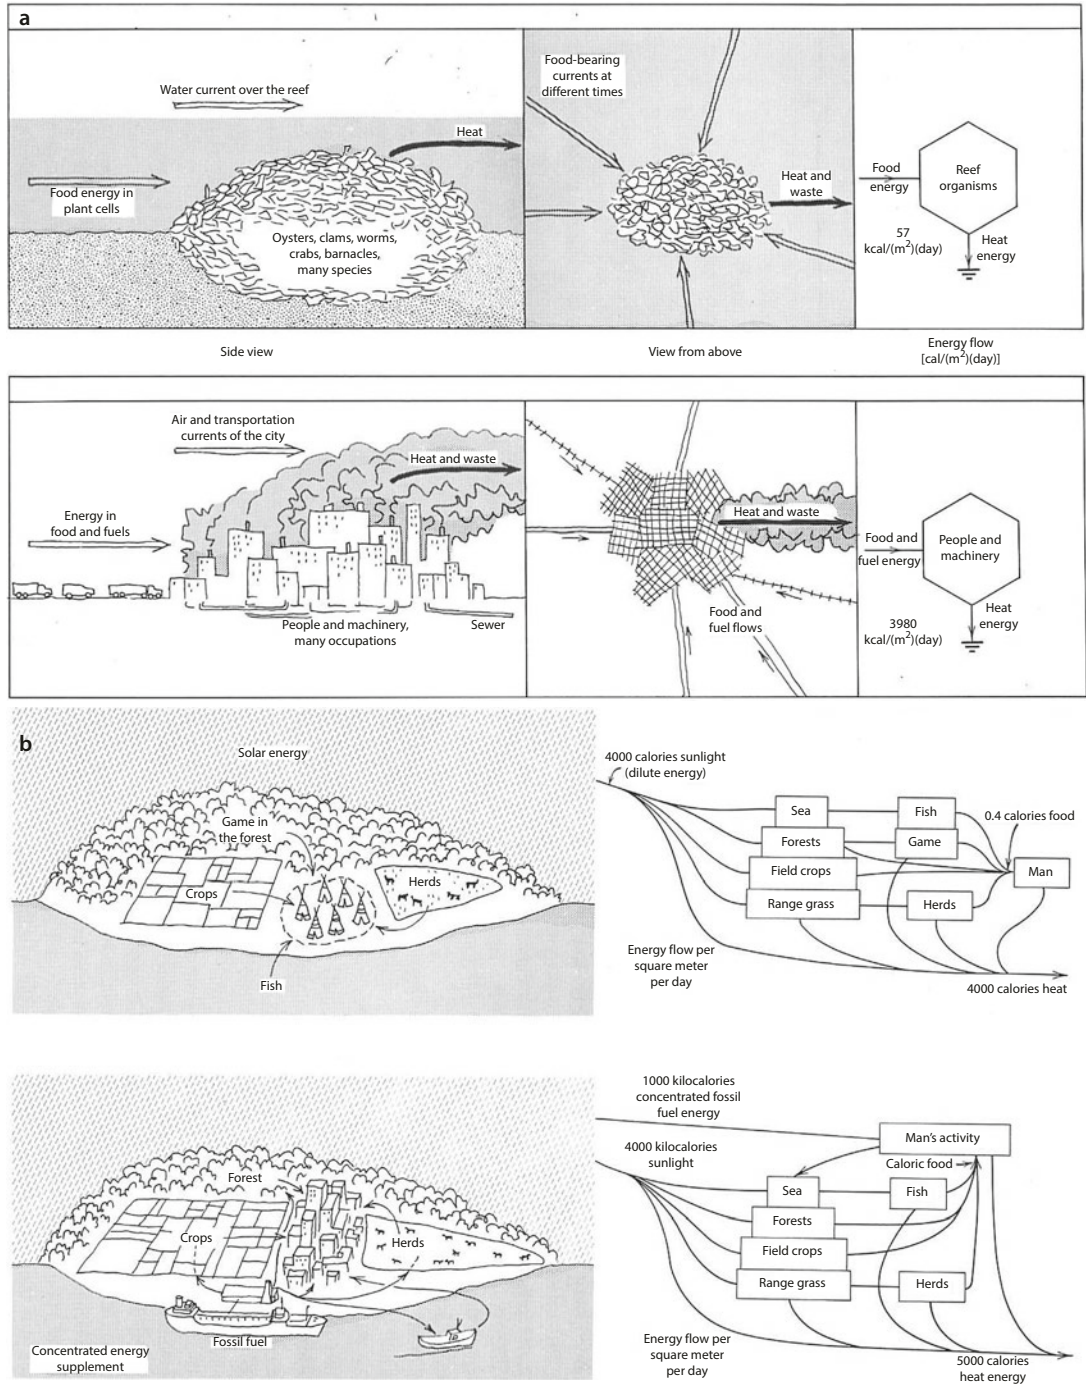 a
Water current over the reef
Heat
Food energy in
plant cells
Oysters, clams, worms,
crabs, barnacles,
many species
Food-bearing
currents at
different times
Heat and
waste
Food
energy
Reef
organisms
57
kcal/(m²)(day)
Heat
energy
Side view
View from above
Energy flow
[cal/(m²)(day)]
Air and transportation
currents of the city
Heat and waste
Energy in
food and fuels
People and machinery,
many occupations
Sewer
Heat and waste
Food and
fuel flows
Food and
fuel energy
People and
machinery
3980
kcal/(m²)(day)
Heat
energy
b
Solar energy
Game in
the forest
Crops
Herds
Fish
4000 calories sunlight
(dilute energy)
Sea
Fish
0.4 calories food
Forests
Game
Field crops
Man
Range grass
Herds
Energy flow per
square meter
per day
4000 calories heat
Forest
Crops
Herds
Fossil fuel
Concentrated energy
supplement
1000 kilocalories
concentrated fossil
fuel energy
4000 kilocalories
sunlight
Man's activity
Caloric food
Sea
Fish
Forests
Field crops
Range grass
Herds
Energy flow per
square meter
per day
5000 calories
heat energy